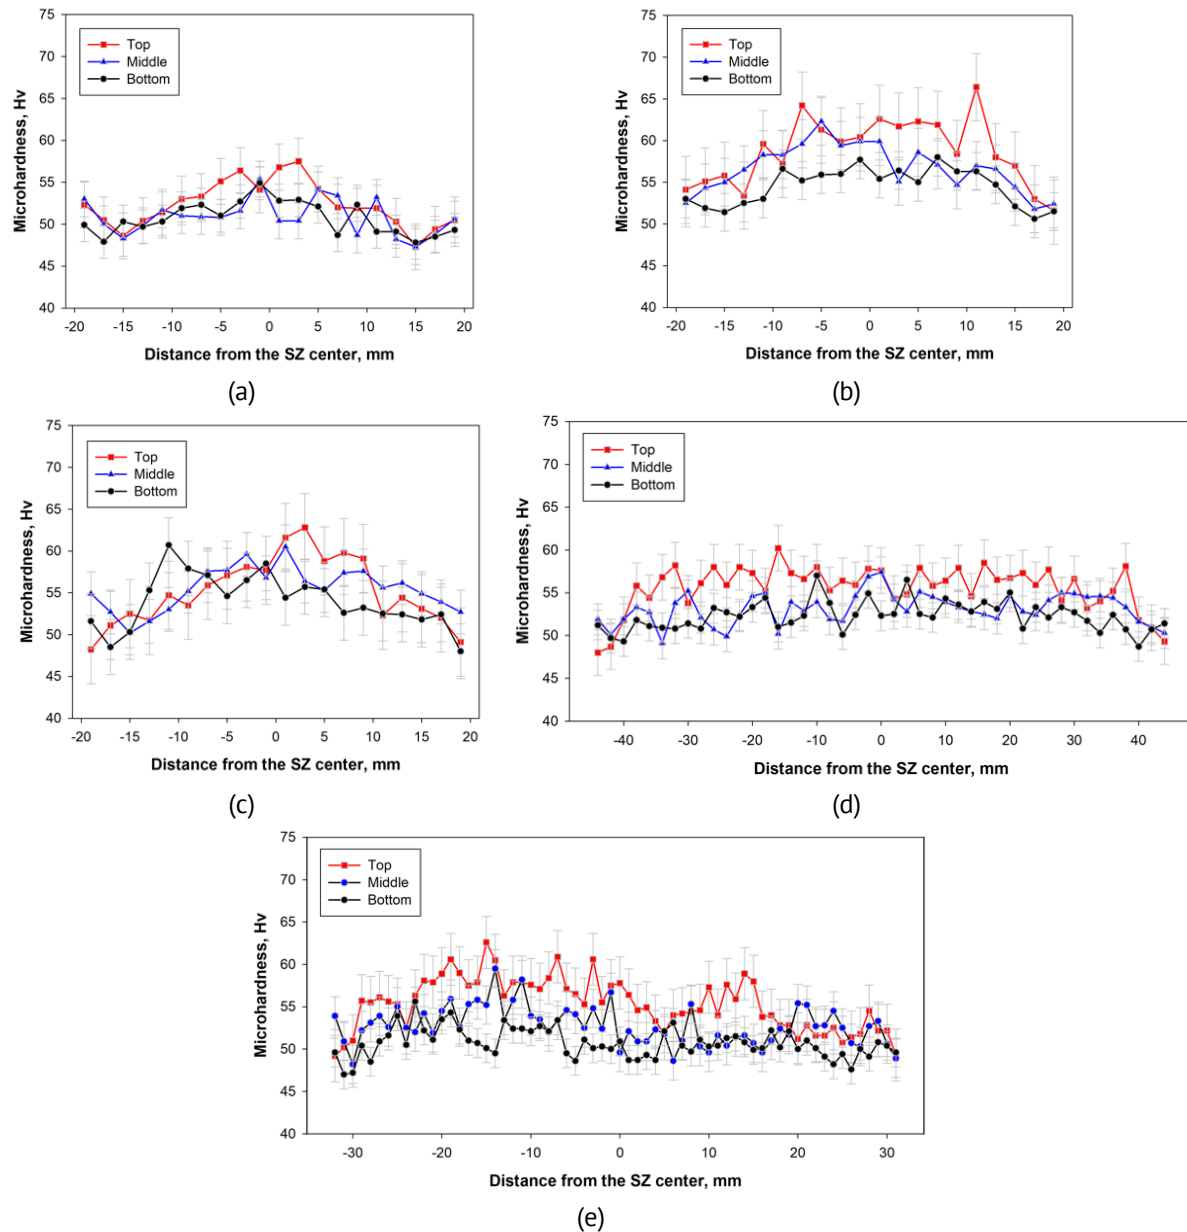 75
70
65
60
55
50
45
40
Microhardness, Hv
Top
Middle
Bottom
-20 -15 -10 -5 0 5 10 15 20
Distance from the SZ center, mm
(a)
75
70
65
60
55
50
45
40
Microhardness, Hv
Top
Middle
Bottom
-20 -15 -10 -5 0 5 10 15 20
Distance from the SZ center, mm
(b)
75
70
65
60
55
50
45
40
Microhardness, Hv
Top
Middle
Bottom
-20 -15 -10 -5 0 5 10 15 20
Distance from the SZ center, mm
(c)
75
70
65
60
55
50
45
40
Microhardness, Hv
Top
Middle
Bottom
-40 -30 -20 -10 0 10 20 30 40
Distance from the SZ center, mm
(d)
75
70
65
60
55
50
45
40
Microhardness, Hv
Top
Middle
Bottom
-30 -20 -10 0 10 20 30
Distance from the SZ center, mm
(e)